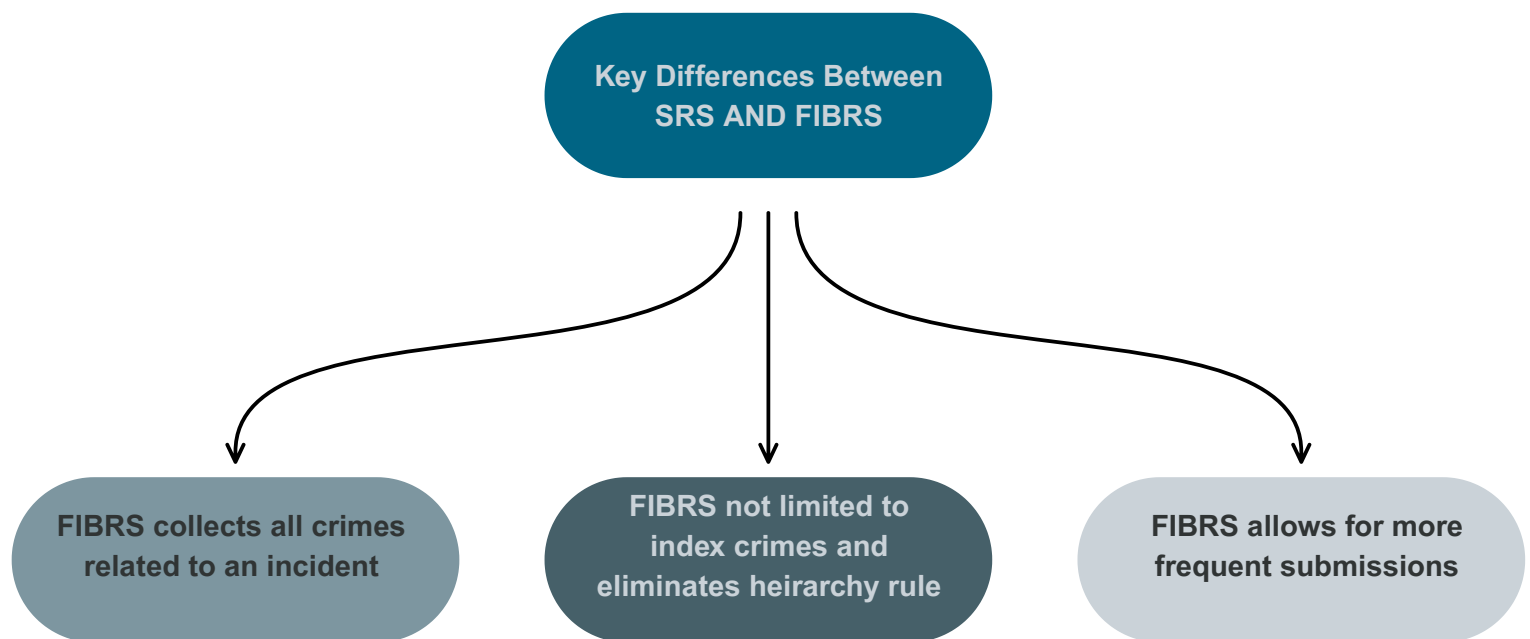 Key Differences Between
SRS AND FIBRS
FIBRS collects all crimes
related to an incident
FIBRS not limited to
index crimes and
eliminates heirarchy rule
FIBRS allows for more
frequent submissions